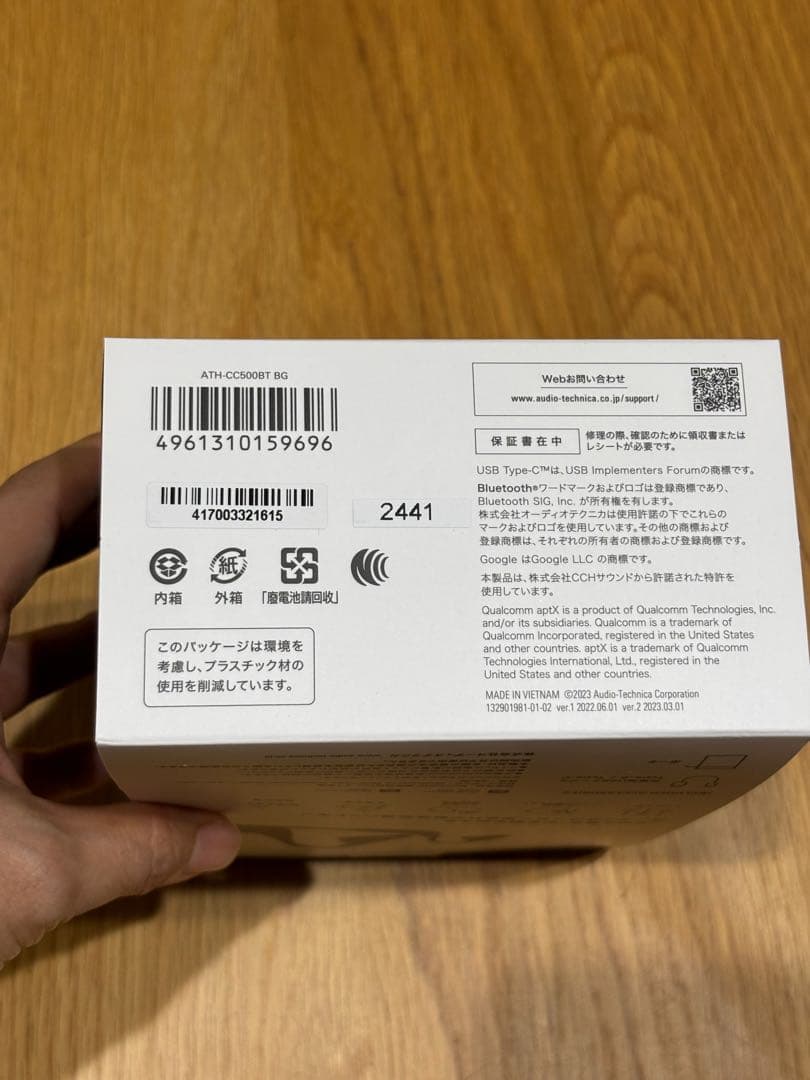 ATH-CC500BT BG
4961310159696
417003321615
2441
内箱
紙
外箱
「廃電池請回収」
このパッケージは環境を
考慮し、プラスチック材の
使用を削減しています。
Webお問い合わせ
www.audio-technica.co.jp/support/
保証書在中
修理の際、確認のために領収書または
レシートが必要です。
USB Type-C™は、USB Implementers Forumの商標です。
Bluetooth®ワードマークおよびロゴは登録商標であり、
Bluetooth SIG, Inc. が所有権を有します。
株式会社オーディオテクニカは使用許諾の下でこれらの
マークおよびロゴを使用しています。その他の商標および
登録商標は、それぞれの所有者の商標および登録商標です。
Google はGoogle LLC の商標です。
本製品は、株式会社CCHサウンドから許諾された特許を
使用しています。
Qualcomm aptX is a product of Qualcomm Technologies, Inc.
and/or its subsidiaries. Qualcomm is a trademark of
Qualcomm Incorporated, registered in the United States
and other countries. aptX is a trademark of Qualcomm
Technologies International, Ltd., registered in the
United States and other countries.
MADE IN VIETNAM ©2023 Audio-Technica Corporation
132901981-01-02 ver.1 2022.06.01 ver.2 2023.03.01